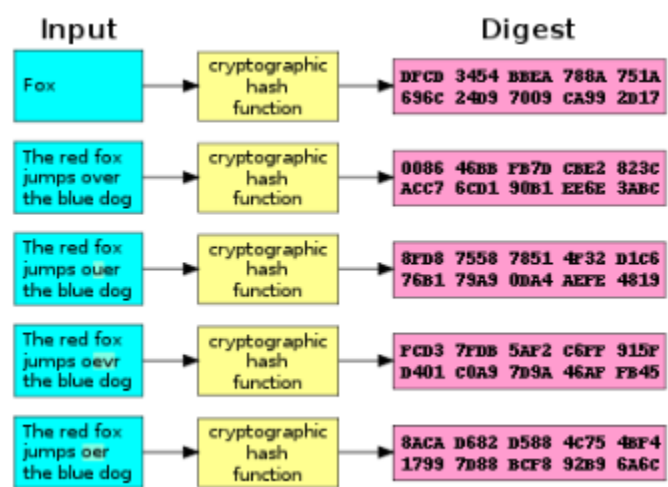 Input
Digest
Fox
cryptographic
hash
function
DFCD 3454 BBEA 788A 751A
696C 24D9 7009 CA99 2D17
The red fox
jumps over
the blue dog
cryptographic
hash
function
0086 46BB FB7D CBE2 823C
ACC7 6CD1 90B1 EE6E 3ABC
The red fox
jumps ouer
the blue dog
cryptographic
hash
function
8FD8 7558 7851 4F32 D1C6
76B1 79A9 0DA4 AEFE 4819
The red fox
jumps oevr
the blue dog
cryptographic
hash
function
FCD3 7FDB 5AF2 C6FF 915F
D401 C0A9 7D9A 46AF FB45
The red fox
jumps oer
the blue dog
cryptographic
hash
function
8ACA D682 D588 4C75 4BF4
1799 7D88 BCF8 92B9 6A6C